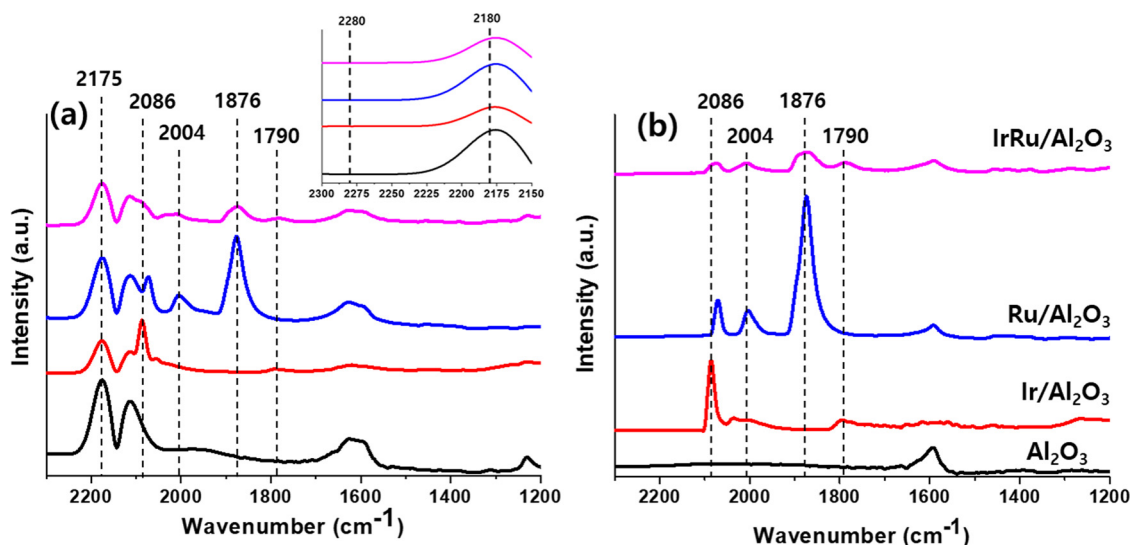 (a)
2175
2086
2004
1876
1790
2280
2180
2300 2275 2250 2225 2200 2175 2150
Intensity (a.u.)
2200 2000 1800 1600 1400 1200
Wavenumber (cm-1)
(b)
2086
2004
1876
1790
IrRu/Al2O3
Ru/Al2O3
Ir/Al2O3
Al2O3
Intensity (a.u.)
2200 2000 1800 1600 1400 1200
Wavenumber (cm-1)